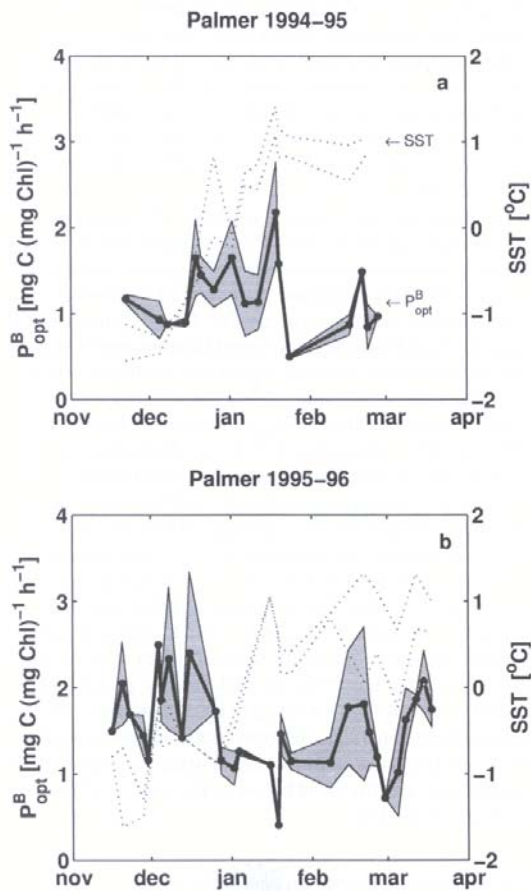 Palmer 1994–95
4
3
2
1
0
P^B_opt [mg C (mg Chl)^−1 h^−1]
a
← SST
← P^B_opt
2
1
0
−1
−2
SST [°C]
nov dec jan feb mar apr
Palmer 1995–96
4
3
2
1
0
P^B_opt [mg C (mg Chl)^−1 h^−1]
b
2
1
0
−1
−2
SST [°C]
nov dec jan feb mar apr